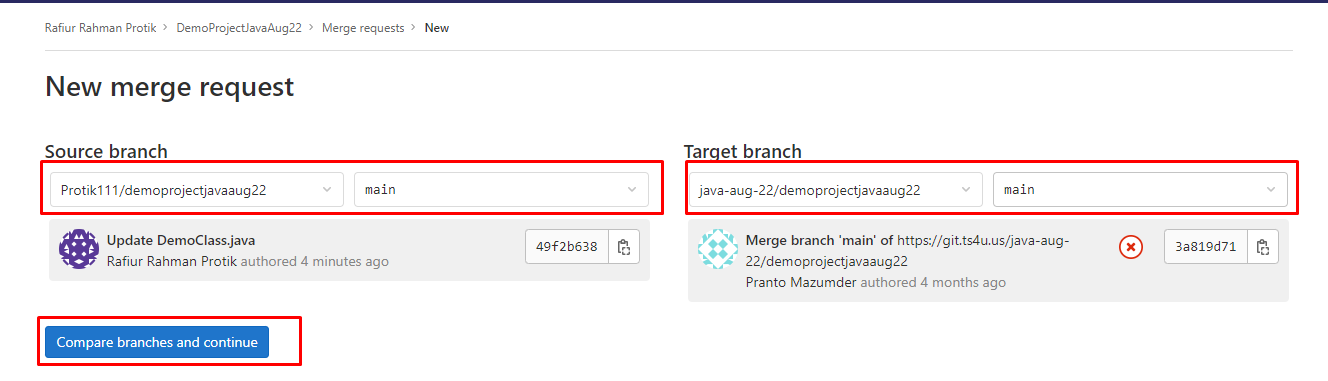 Rafiur Rahman Protik > DemoProjectJavaAug22 > Merge requests > New
New merge request
Source branch
Protik111/demoprojectjavaaug22
main
Update DemoClass.java
Rafiur Rahman Protik authored 4 minutes ago
49f2b638
Target branch
java-aug-22/demoprojectjavaaug22
main
Merge branch 'main' of https://git.ts4u.us/java-aug-
22/demoprojectjavaaug22
Pranto Mazumder authored 4 months ago
3a819d71
Compare branches and continue